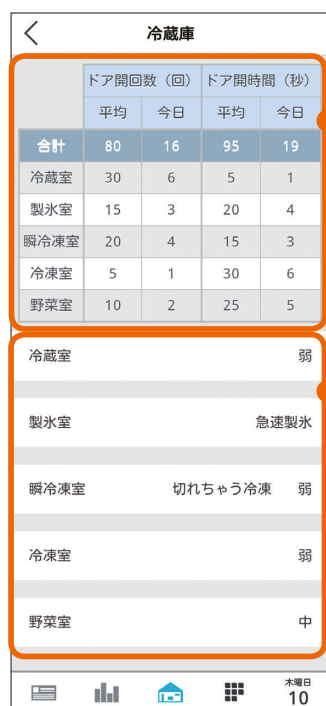 冷蔵庫
ドア開回数（回） ドア開時間（秒）
平均 今日 平均 今日
合計 80 16 95 19
冷蔵室 30 6 5 1
製氷室 15 3 20 4
瞬冷凍室 20 4 15 3
冷凍室 5 1 30 6
野菜室 10 2 25 5
冷蔵室 弱
製氷室 急速製氷
瞬冷凍室 切れちゃう冷凍 弱
冷凍室 弱
野菜室 中
木曜日
10